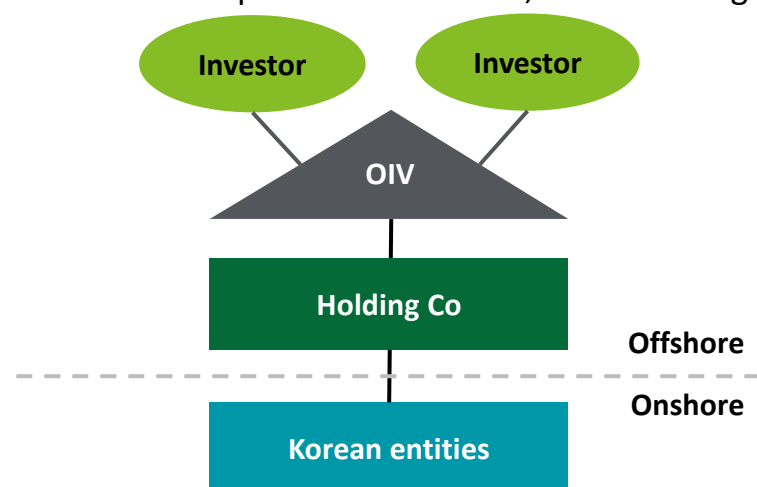 Investor
Investor
OIV
Holding Co
Offshore
Onshore
Korean entities